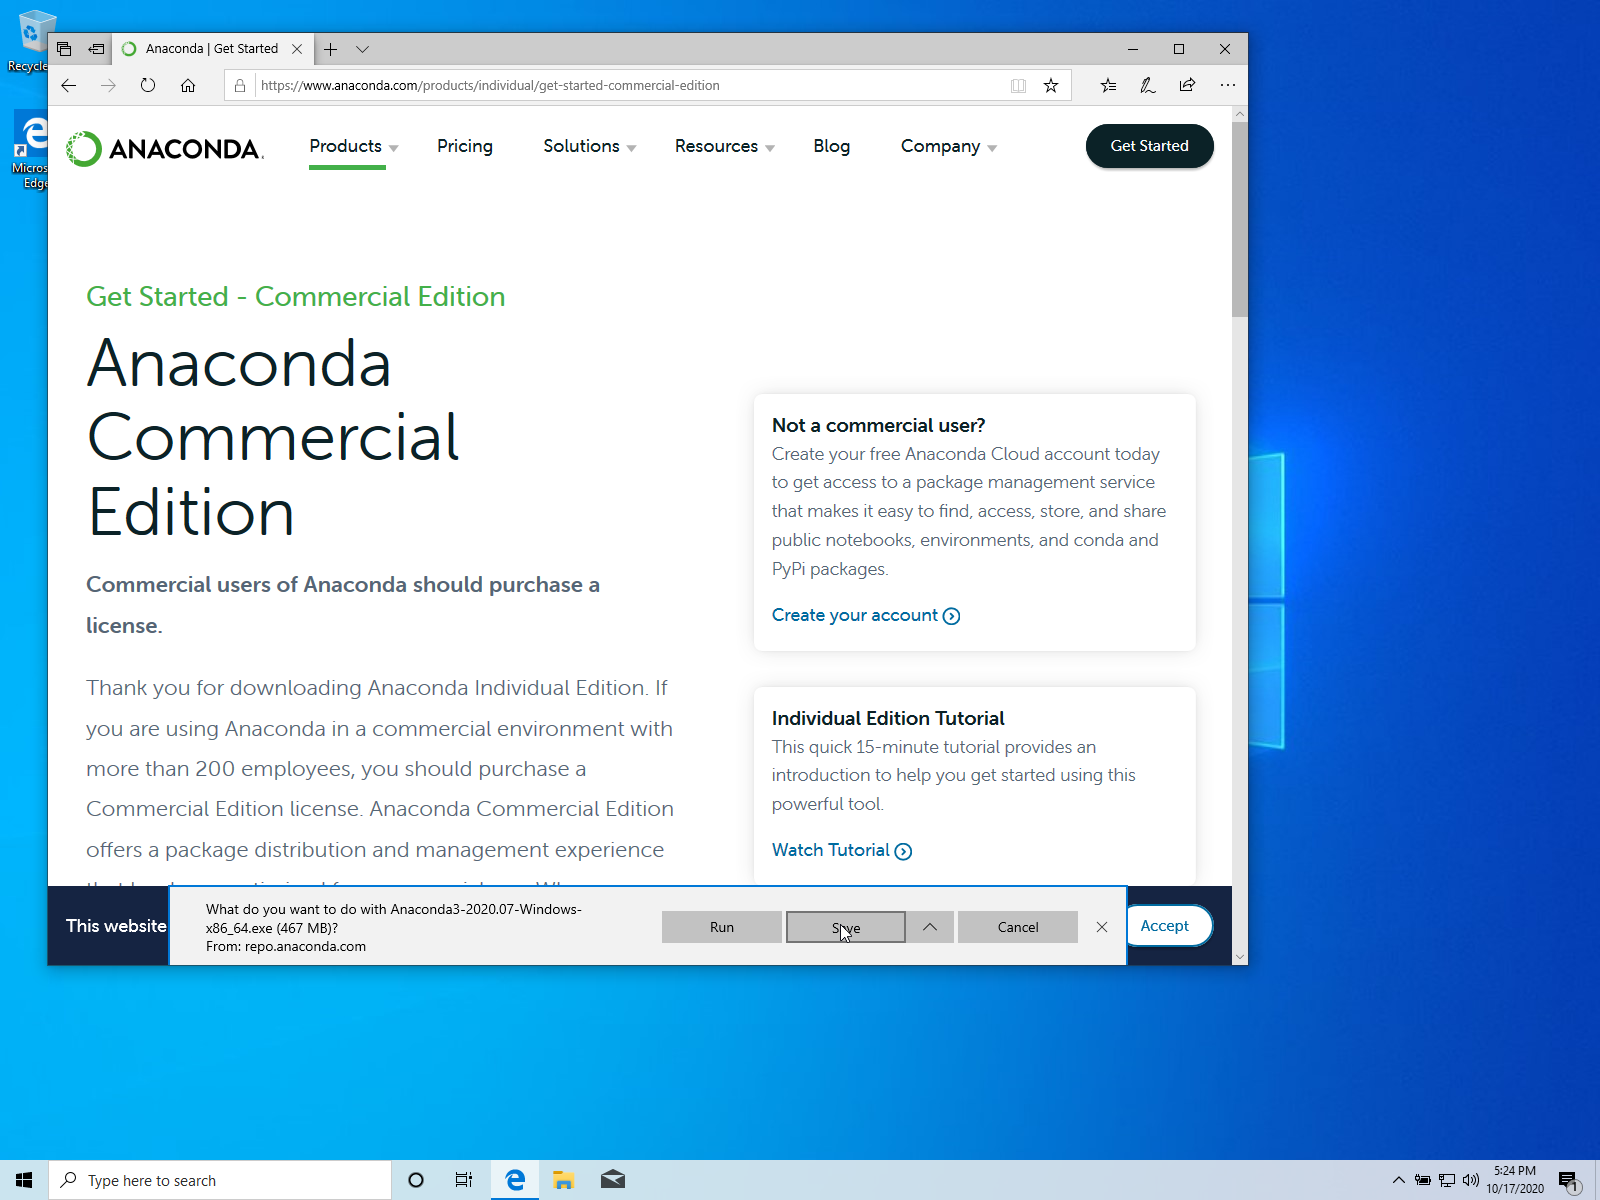 Recycle
Micros
Edge
Anaconda | Get Started
https://www.anaconda.com/products/individual/get-started-commercial-edition
ANACONDA.
Products
Pricing
Solutions
Resources
Blog
Company
Get Started
Get Started - Commercial Edition
Anaconda
Commercial
Edition
Commercial users of Anaconda should purchase a
license.
Thank you for downloading Anaconda Individual Edition. If
you are using Anaconda in a commercial environment with
more than 200 employees, you should purchase a
Commercial Edition license. Anaconda Commercial Edition
offers a package distribution and management experience
Not a commercial user?
Create your free Anaconda Cloud account today
to get access to a package management service
that makes it easy to find, access, store, and share
public notebooks, environments, and conda and
PyPi packages.
Create your account
Individual Edition Tutorial
This quick 15-minute tutorial provides an
introduction to help you get started using this
powerful tool.
Watch Tutorial
This website
What do you want to do with Anaconda3-2020.07-Windows-
x86_64.exe (467 MB)?
From: repo.anaconda.com
Run
Save
Cancel
Accept
Type here to search
5:24 PM
10/17/2020
1